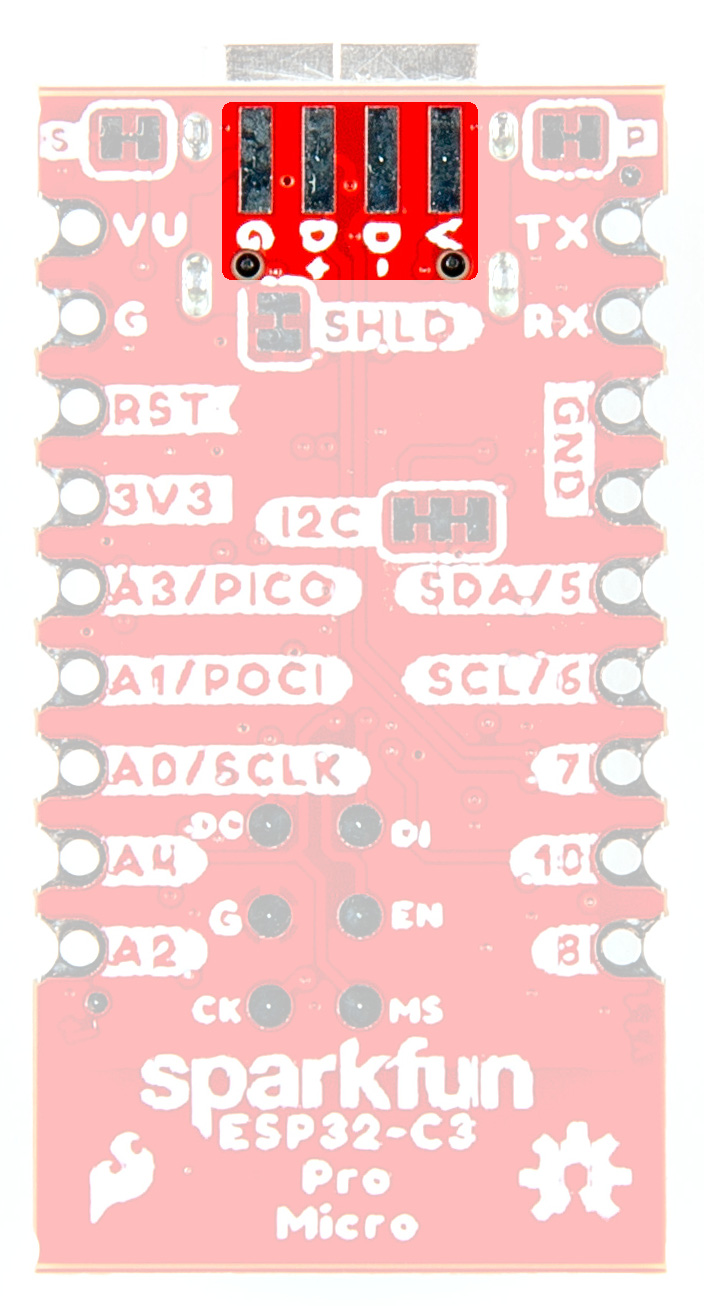 S P
VU G D+ D- V TX
G SHLD RX
RST GND
3V3 I2C
A3/PICO SDA/5
A1/POCI SCL/6
A0/SCLK 7
DO DI
A4 10
G EN
A2 8
CK MS
sparkfun
ESP32-C3
Pro
Micro